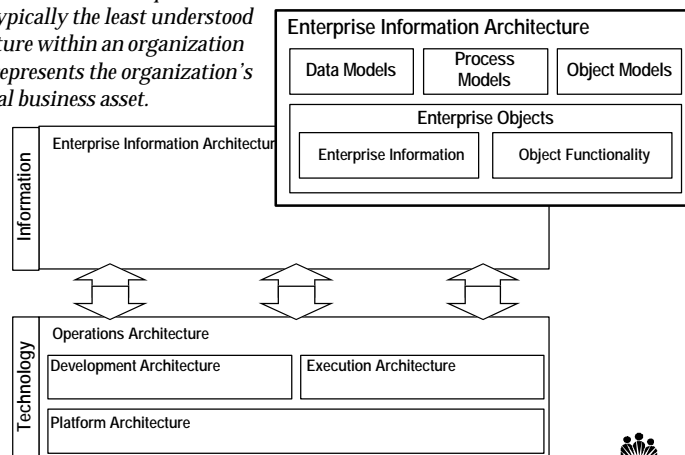 typically the least understood
ture within an organization
represents the organization's
al business asset.
Enterprise Information Architecture
Data Models
Process
Models
Object Models
Enterprise Objects
Enterprise Information
Object Functionality
Information
Enterprise Information Architectur
Technology
Operations Architecture
Development Architecture
Execution Architecture
Platform Architecture